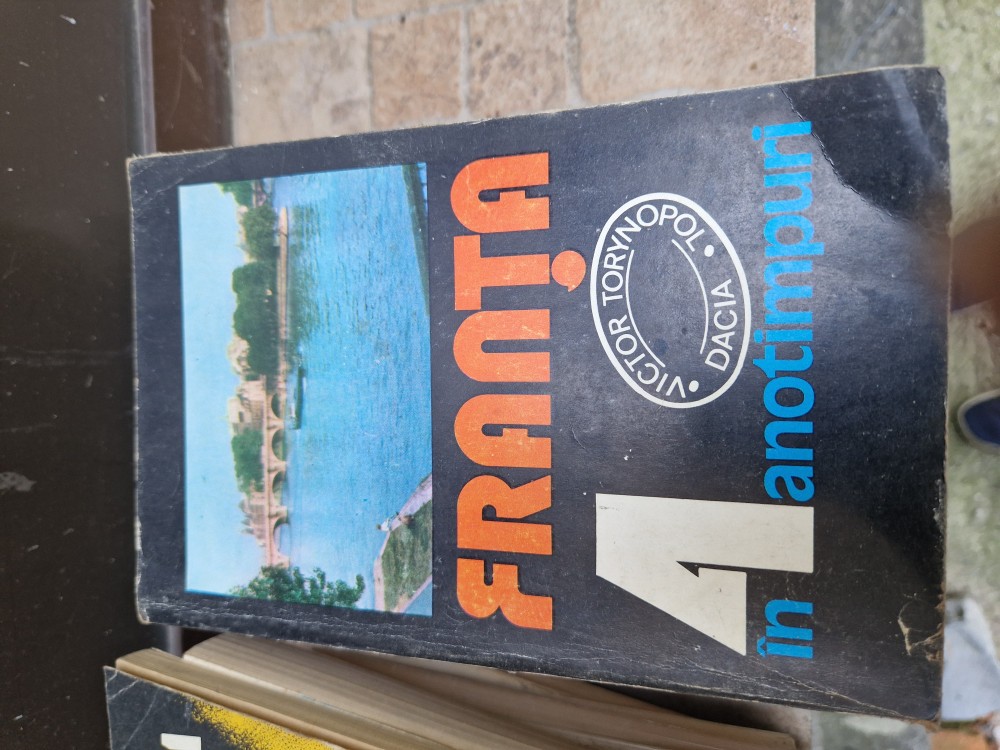 FRANȚA
VICTOR TORYNOPOL
DACIA
4
în anotimpuri